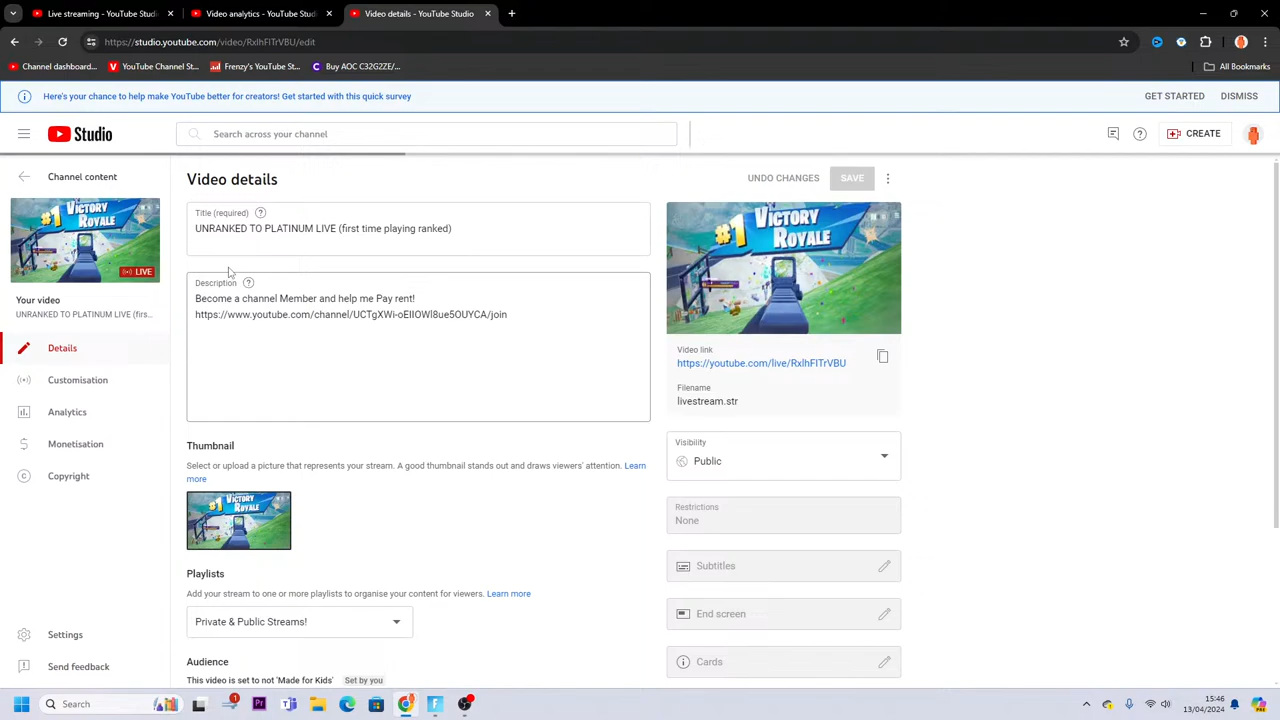 Live streaming - YouTube Studio
Video analytics - YouTube Studio
Video details - YouTube Studio
https://studio.youtube.com/video/RxlhFITrVBU/edit
Channel dashboard...
YouTube Channel St...
Frenzy's YouTube St...
Buy AOC C32G2ZE/...
All Bookmarks
Here's your chance to help make YouTube better for creators! Get started with this quick survey
GET STARTED
DISMISS
Studio
Search across your channel
CREATE
Channel content
Video details
UNDO CHANGES
SAVE
#1 VICTORY ROYALE
LIVE
Your video
UNRANKED TO PLATINUM LIVE (firs...
Details
Customisation
Analytics
Monetisation
Copyright
Settings
Send feedback
Title (required)
UNRANKED TO PLATINUM LIVE (first time playing ranked)
Description
Become a channel Member and help me Pay rent!
https://www.youtube.com/channel/UCTgXWi-oEIIOWl8ue5OUYCA/join
Thumbnail
Select or upload a picture that represents your stream. A good thumbnail stands out and draws viewers' attention. Learn
more
#1 VICTORY ROYALE
Playlists
Add your stream to one or more playlists to organise your content for viewers. Learn more
Private & Public Streams!
Audience
This video is set to not 'Made for Kids'
Set by you
#1 VICTORY ROYALE
Video link
https://youtube.com/live/RxlhFITrVBU
Filename
livestream.str
Visibility
Public
Restrictions
None
Subtitles
End screen
Cards
Search
1
15:46
13/04/2024